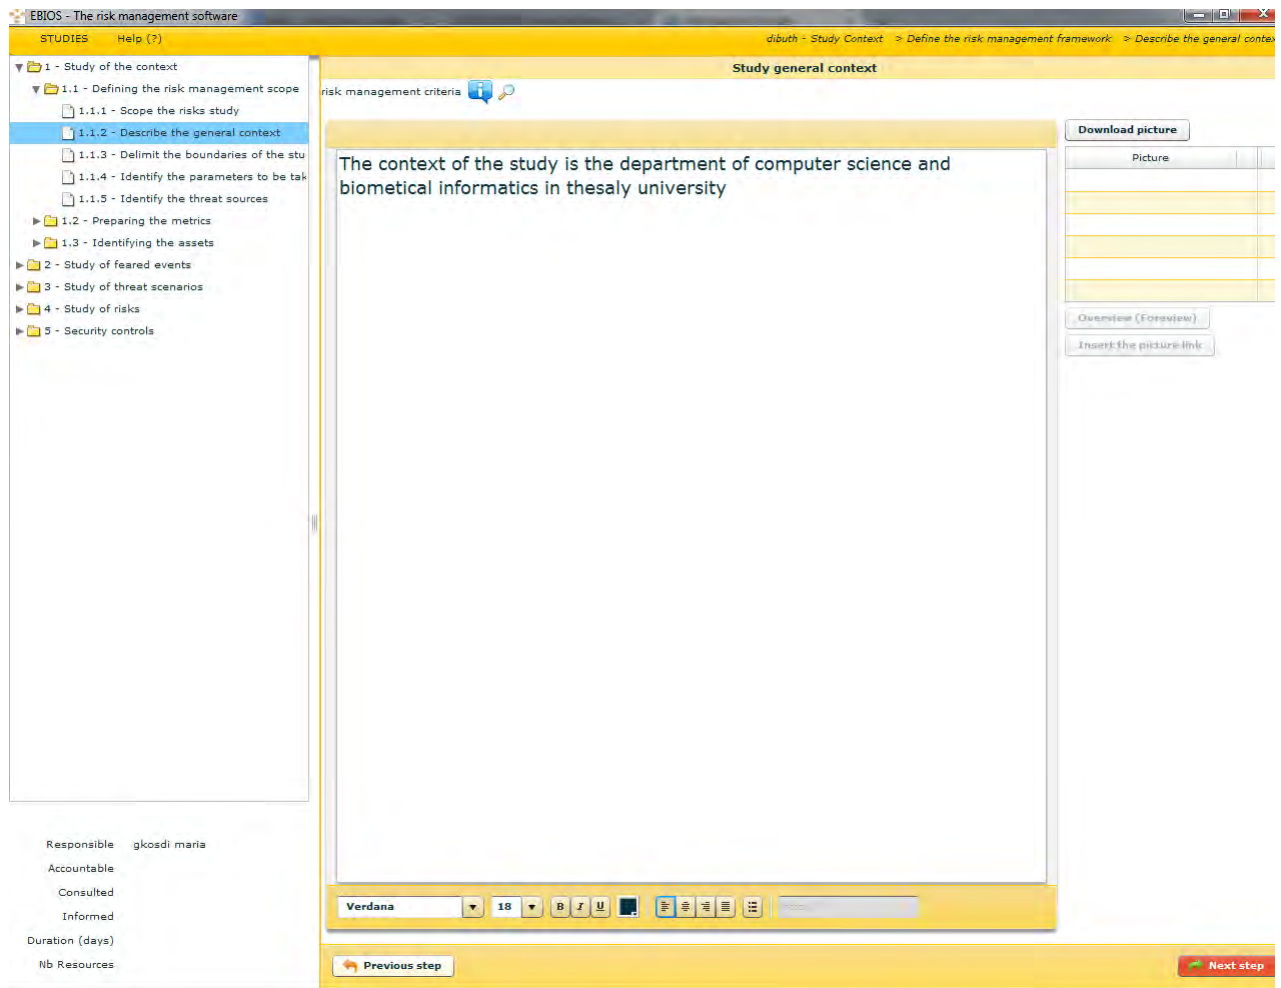 EBIOS - The risk management software
STUDIES Help (?)
dibuth - Study Context > Define the risk management framework > Describe the general contex
1 - Study of the context
1.1 - Defining the risk management scope
1.1.1 - Scope the risks study
1.1.2 - Describe the general context
1.1.3 - Delimit the boundaries of the stu
1.1.4 - Identify the parameters to be tak
1.1.5 - Identify the threat sources
1.2 - Preparing the metrics
1.3 - Identifying the assets
2 - Study of feared events
3 - Study of threat scenarios
4 - Study of risks
5 - Security controls
Responsible gkosdi maria
Accountable
Consulted
Informed
Duration (days)
Nb Resources
Study general context
risk management criteria
The context of the study is the department of computer science and
biometical informatics in thesaly university
Verdana 18 B I U
Download picture
Picture
Overview (Foreview)
Insert the picture link
Previous step
Next step